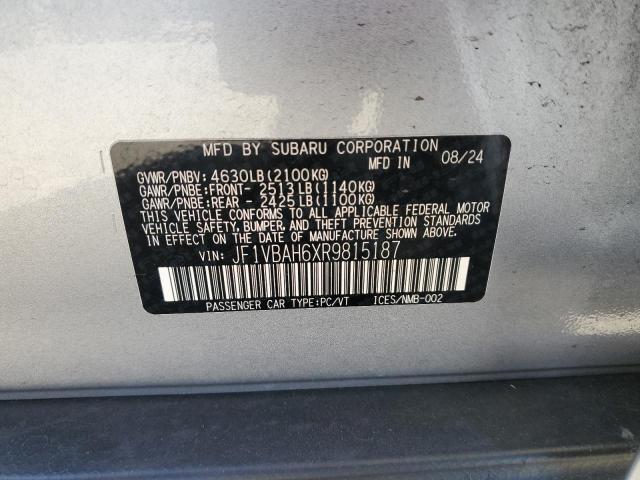 MFD BY SUBARU CORPORATION
MFD IN 08/24
GVWR/PNBV: 4630LB(2100KG)
GAWR/PNBE:FRONT- 2513LB(1140KG)
GAWR/PNBE:REAR - 2425LB(1100KG)
THIS VEHICLE CONFORMS TO ALL APPLICABLE FEDERAL MOTOR
VEHICLE SAFETY, BUMPER, AND THEFT PREVENTION STANDARDS
IN EFFECT ON THE DATE OF MANUFACTURE SHOWN ABOVE.
VIN: JF1VBAH6XR9815187
PASSENGER CAR TYPE:PC/VT ICES/NMB-002